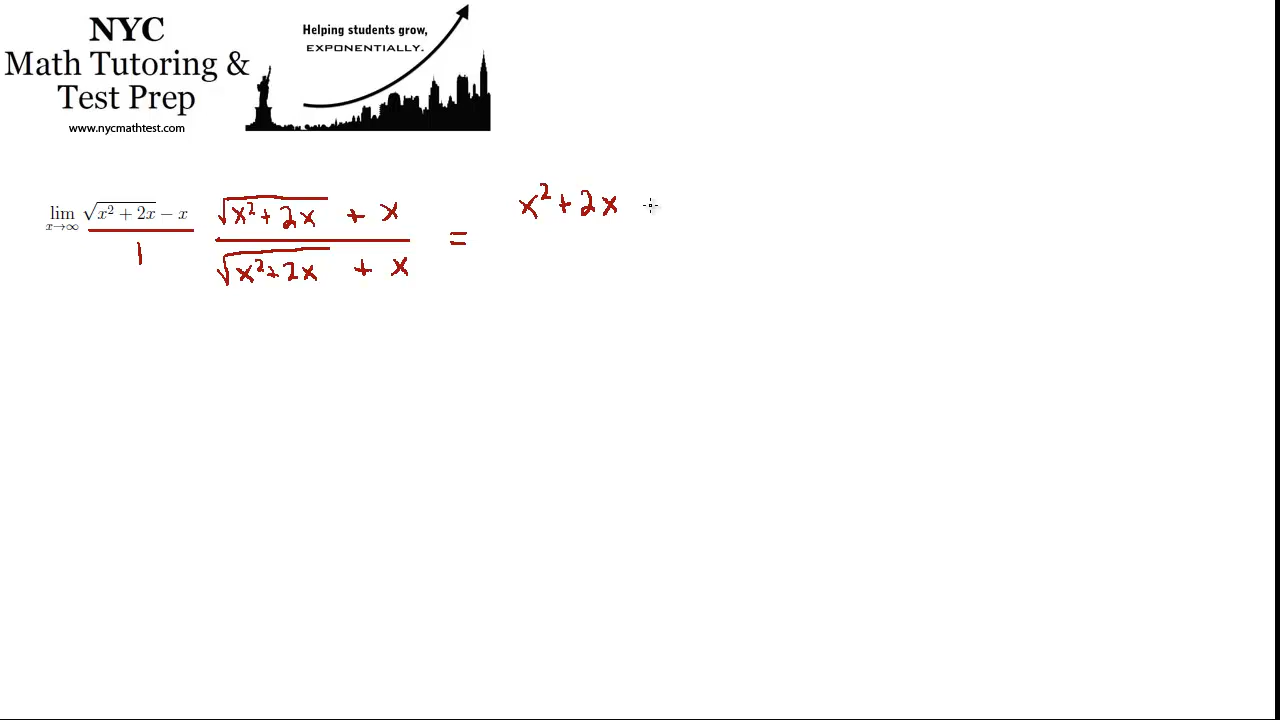 NYC
Math Tutoring &
Test Prep
www.nycmathtest.com
Helping students grow,
EXPONENTIALLY.
lim x→∞ √(x² + 2x) − x / 1 · √(x² + 2x) + x / √(x² + 2x) + x = x² + 2x